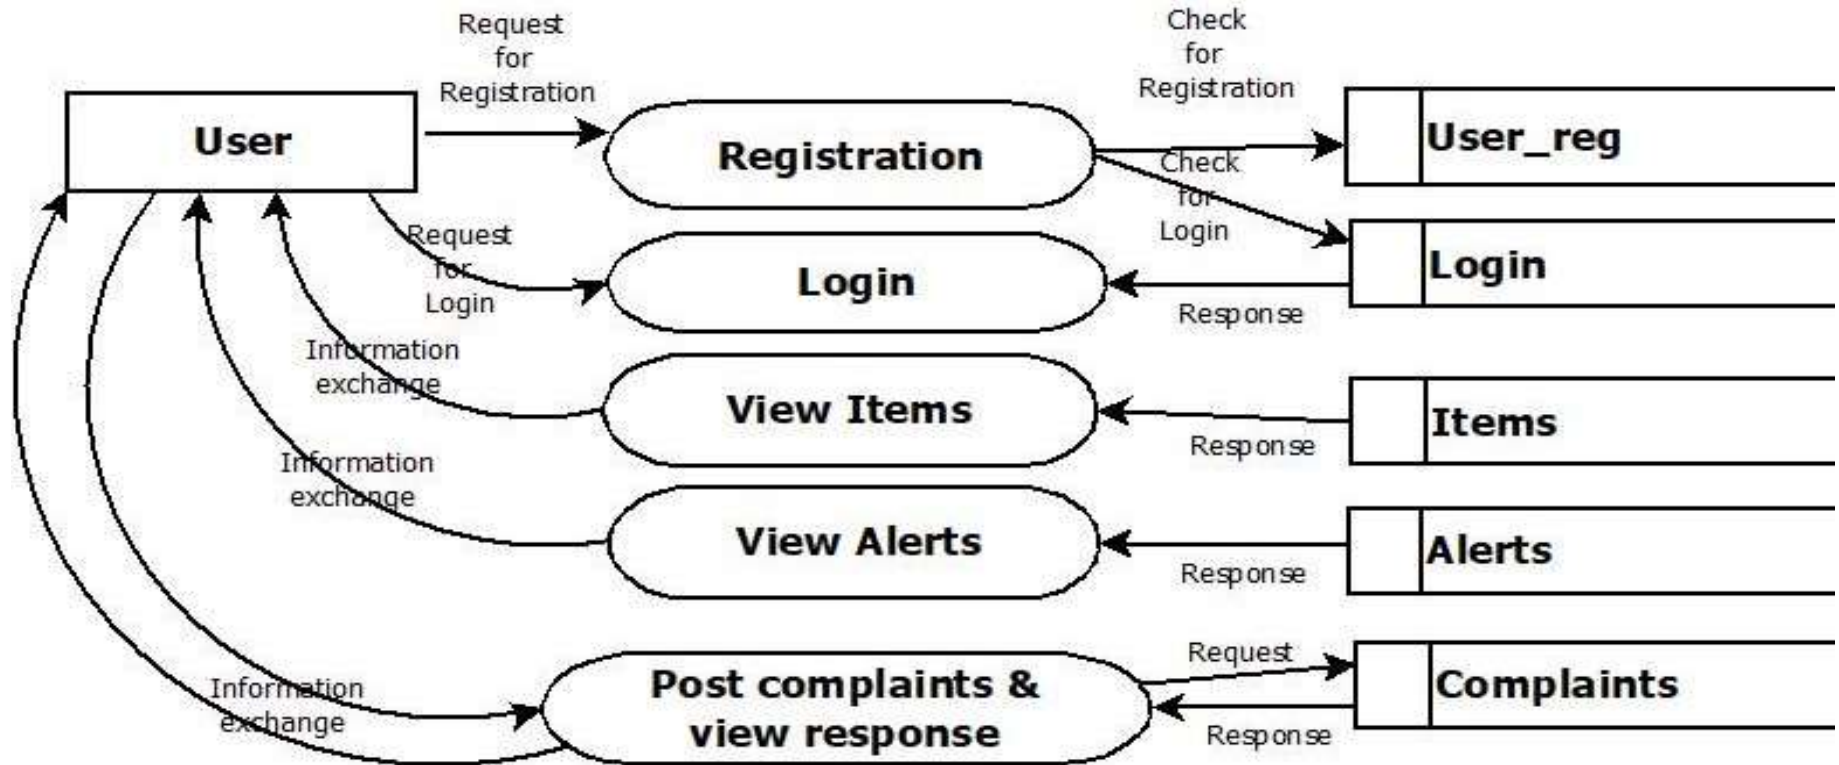 Request
for
Registration
Check
for
Registration
User
Registration
User_reg
Check
for
Login
Request
for
Login
Login
Login
Response
Information
exchange
View Items
Items
Response
Information
exchange
View Alerts
Alerts
Response
Information
exchange
Post complaints &
view response
Request
Complaints
Response